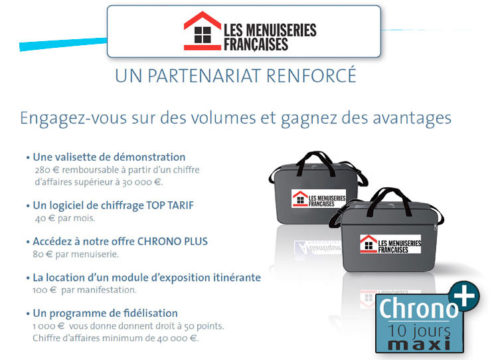 LES MENUISERIES
FRANÇAISES
UN PARTENARIAT RENFORCÉ
Engagez-vous sur des volumes et gagnez des avantages
• Une valisette de démonstration
280 € remboursable à partir d'un chiffre
d'affaires supérieur à 30 000 €.
• Un logiciel de chiffrage TOP TARIF
40 € par mois.
• Accédez à notre offre CHRONO PLUS
80 € par menuiserie.
• La location d'un module d'exposition itinérante
100 € par manifestation.
• Un programme de fidélisation
1 000 € vous donne donnent droit à 50 points.
Chiffre d'affaires minimum de 40 000 €.
LES MENUISERIES
FRANÇAISES
LES MENUISERIES
FRANÇAISES
Chrono +
10 jours
maxi